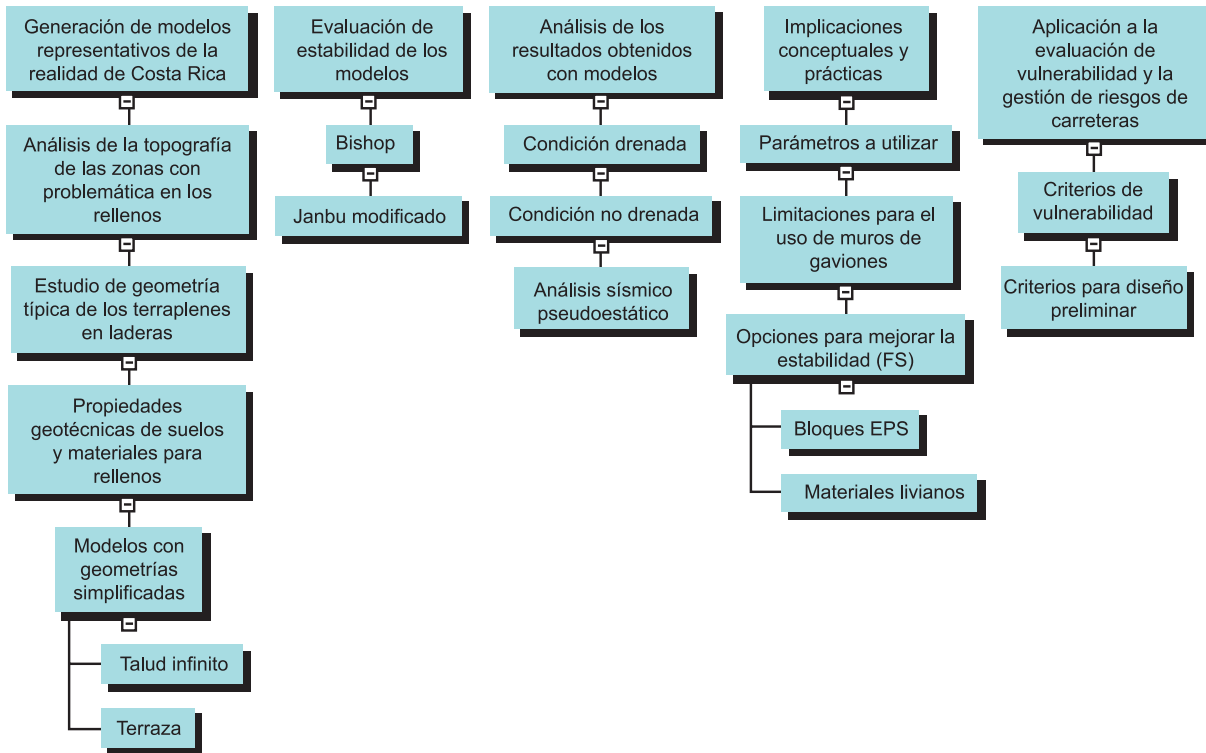 Generación de modelos
representativos de la
realidad de Costa Rica
Análisis de la topografía
de las zonas con
problemática en los
rellenos
Estudio de geometría
típica de los terraplenes
en laderas
Propiedades
geotécnicas de suelos
y materiales para
rellenos
Modelos con
geometrías
simplificadas
Talud infinito
Terraza
Evaluación de
estabilidad de los
modelos
Bishop
Janbu modificado
Análisis de los
resultados obtenidos
con modelos
Condición drenada
Condición no drenada
Análisis sísmico
pseudoestático
Implicaciones
conceptuales y
prácticas
Parámetros a utilizar
Limitaciones para el
uso de muros de
gaviones
Opciones para mejorar la
estabilidad (FS)
Bloques EPS
Materiales livianos
Aplicación a la
evaluación de
vulnerabilidad y la
gestión de riesgos de
carreteras
Criterios de
vulnerabilidad
Criterios para diseño
preliminar